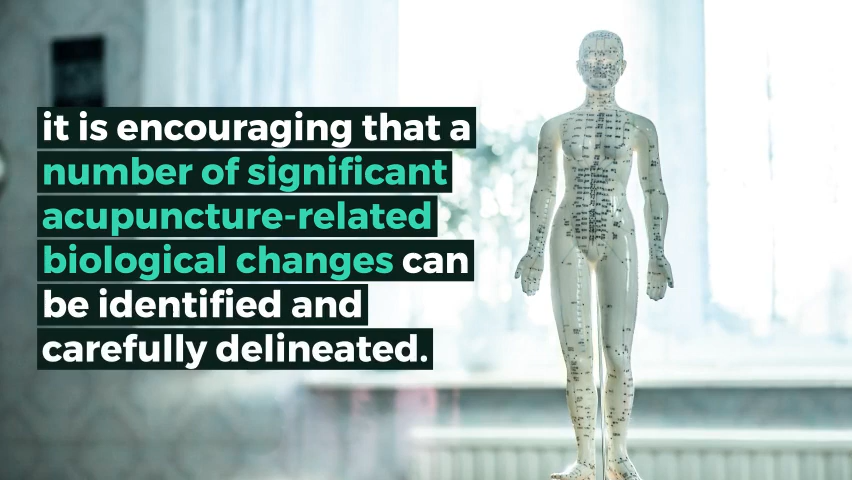 it is encouraging that a
number of significant
acupuncture-related
biological changes can
be identified and
carefully delineated.